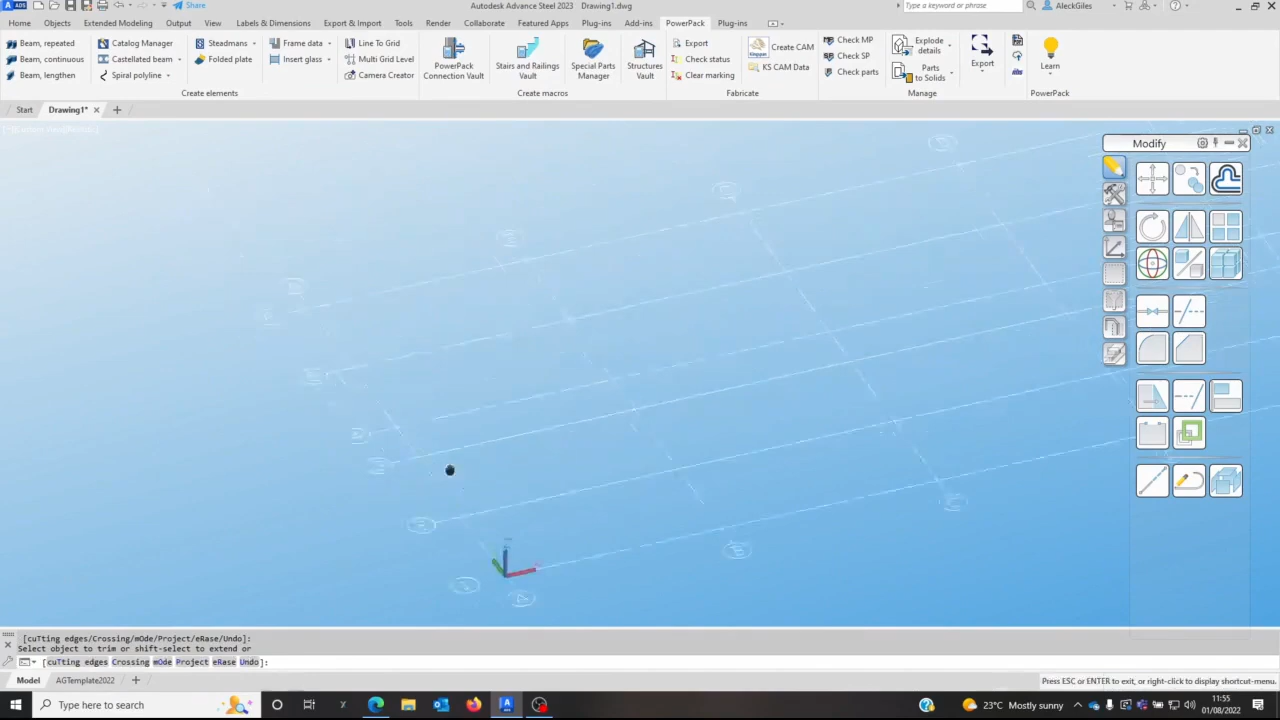 ADS
Share
Autodesk Advance Steel 2023 Drawing1.dwg
Type a keyword or phrase
AleckGiles
Home Objects Extended Modeling Output View Labels & Dimensions Export & Import Tools Render Collaborate Featured Apps Plug-ins Add-ins PowerPack Plug-ins
Beam, repeated
Beam, continuous
Beam, lengthen
Catalog Manager
Castellated beam
Spiral polyline
Steadmans
Folded plate
Frame data
Insert glass
Line To Grid
Multi Grid Level
Camera Creator
Create elements
PowerPack
Connection Vault
Stairs and Railings
Vault
Special Parts
Manager
Structures
Vault
Create macros
Export
Check status
Clear marking
Create CAM
KS CAM Data
Fabricate
Check MP
Check SP
Check parts
Explode
details
Parts
to Solids
Export
Manage
Learn
PowerPack
Start Drawing1*
Modify
[cuTting edges/Crossing/mOde/Project/eRase/Undo]:
Select object to trim or shift-select to extend or
[cuTting edges Crossing mOde Project eRase Undo]:
Model AGTemplate2022
Press ESC or ENTER to exit, or right-click to display shortcut-menu.
Type here to search
23°C Mostly sunny
11:55
01/08/2022